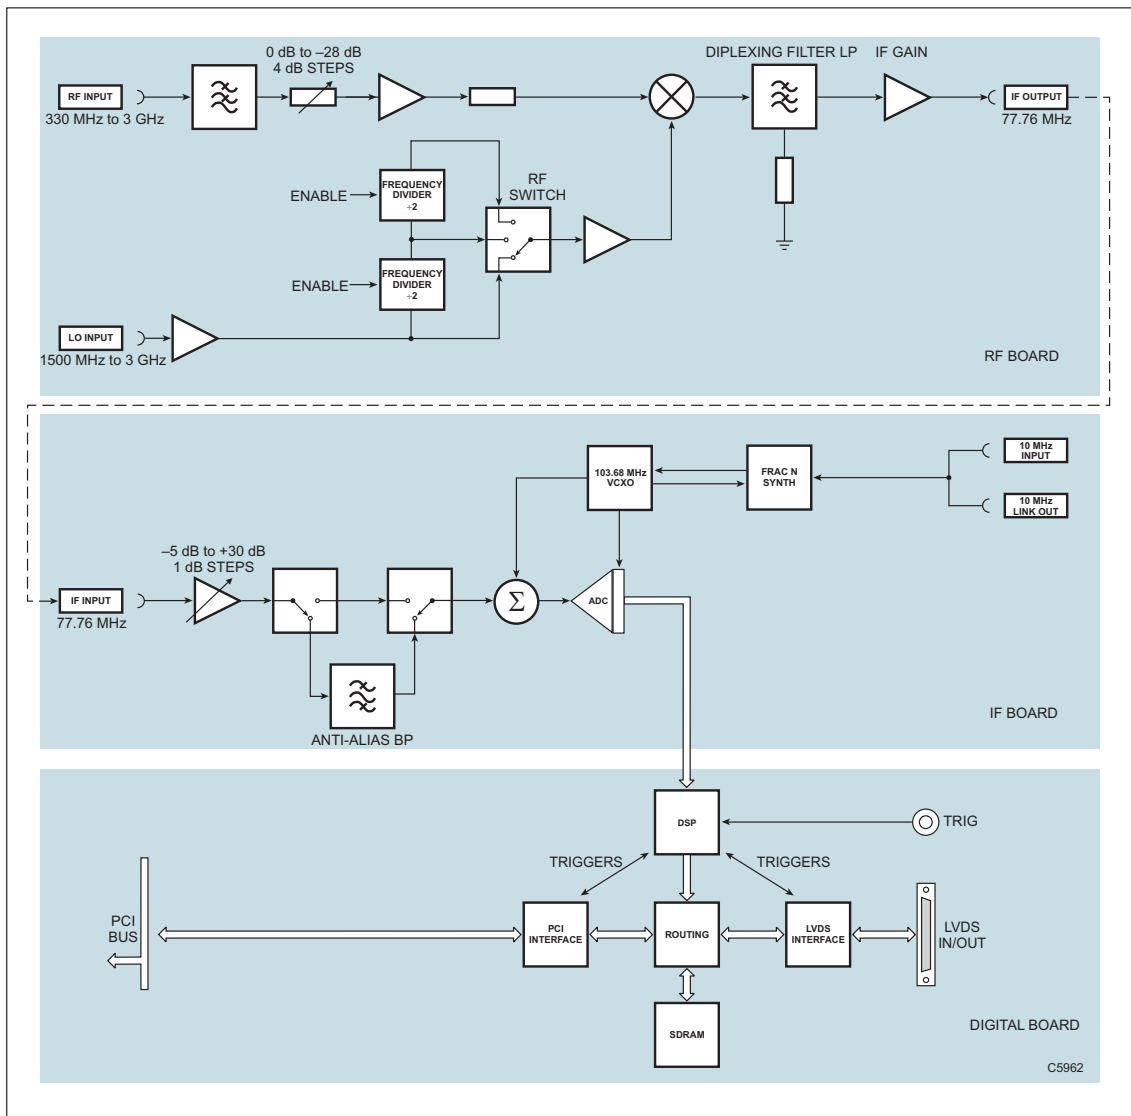 0 dB to –28 dB
4 dB STEPS
DIPLEXING FILTER LP
IF GAIN
RF INPUT
330 MHz to 3 GHz
IF OUTPUT
77.76 MHz
ENABLE
FREQUENCY
DIVIDER
÷2
RF
SWITCH
ENABLE
FREQUENCY
DIVIDER
÷2
LO INPUT
1500 MHz to 3 GHz
RF BOARD
103.68 MHz
VCXO
FRAC N
SYNTH
10 MHz
INPUT
10 MHz
LINK OUT
–5 dB to +30 dB
1 dB STEPS
IF INPUT
77.76 MHz
Σ
ADC
ANTI-ALIAS BP
IF BOARD
DSP
TRIG
TRIGGERS
TRIGGERS
PCI
BUS
PCI
INTERFACE
ROUTING
LVDS
INTERFACE
LVDS
IN/OUT
SDRAM
DIGITAL BOARD
C5962